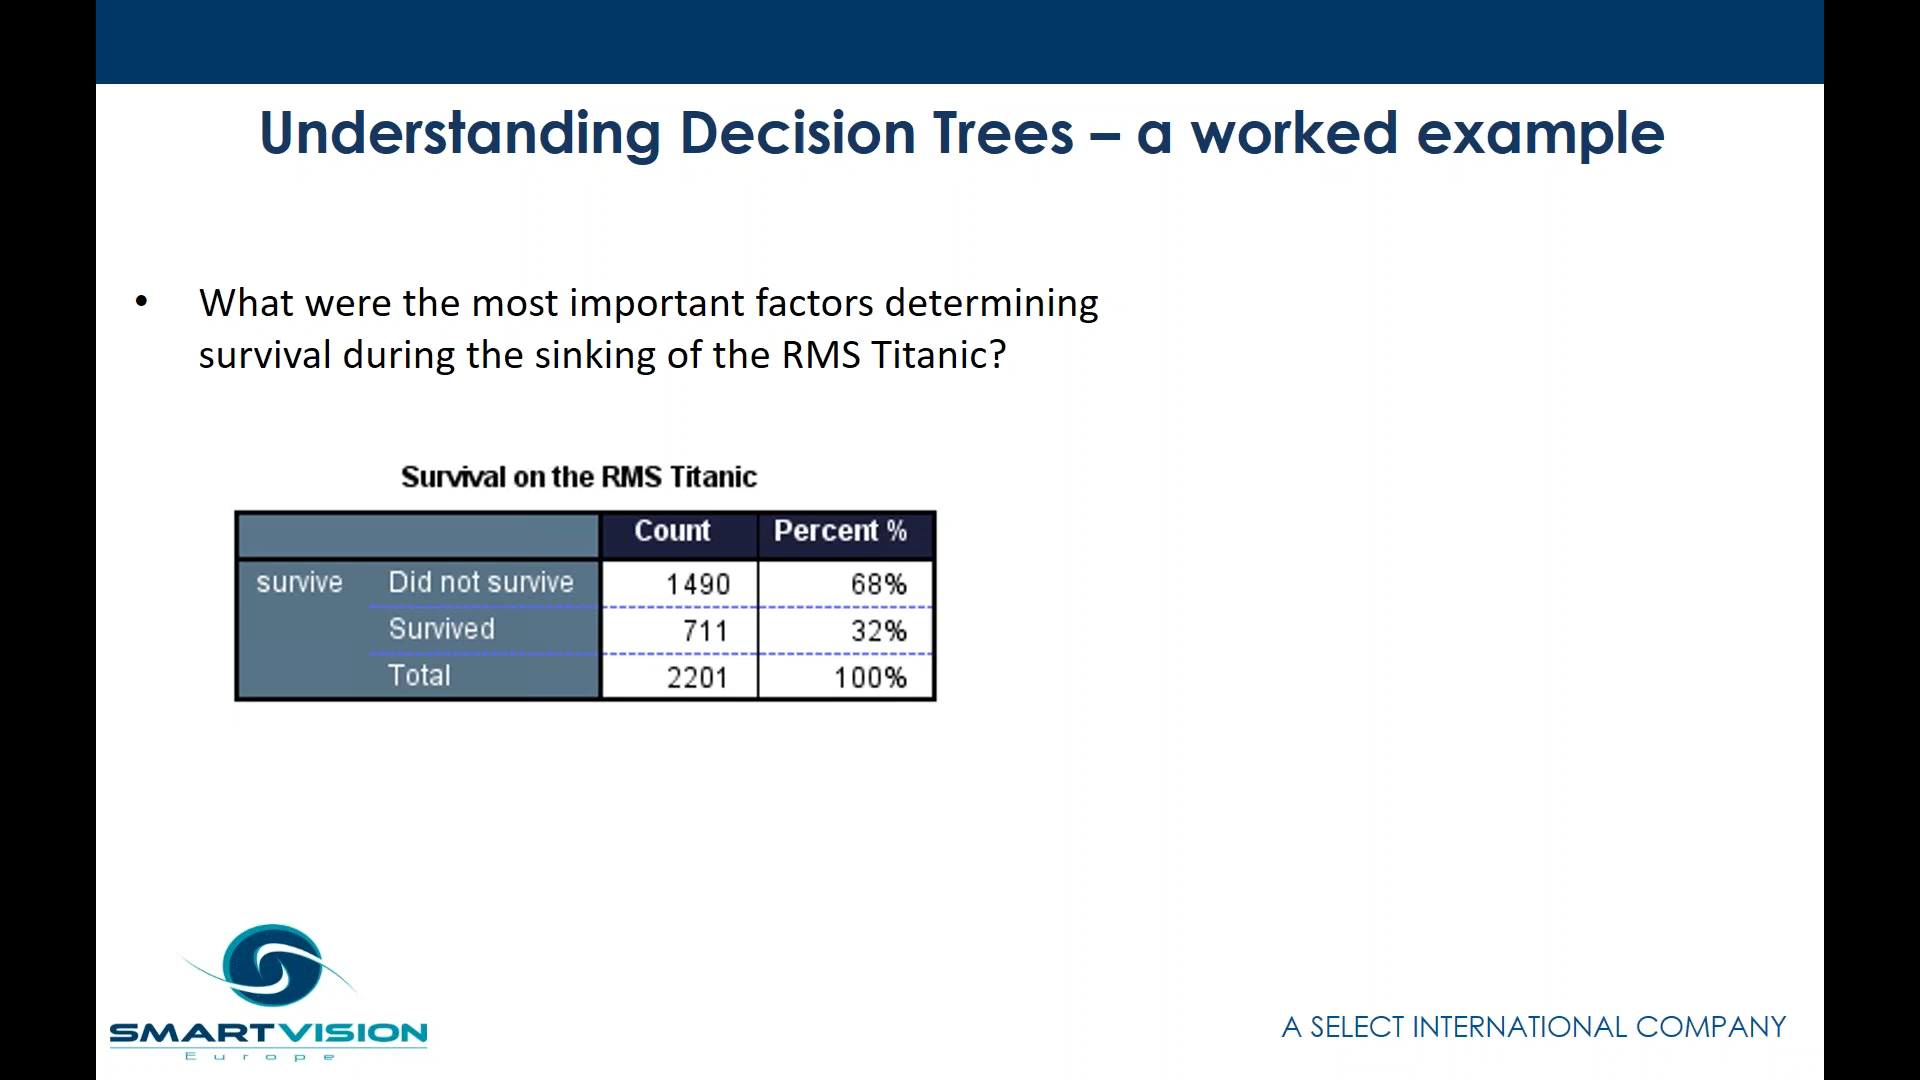 Understanding Decision Trees – a worked example
• What were the most important factors determining
survival during the sinking of the RMS Titanic?
Survival on the RMS Titanic
Count Percent %
survive Did not survive 1490 68%
Survived 711 32%
Total 2201 100%
SMARTVISION
Europe
A SELECT INTERNATIONAL COMPANY